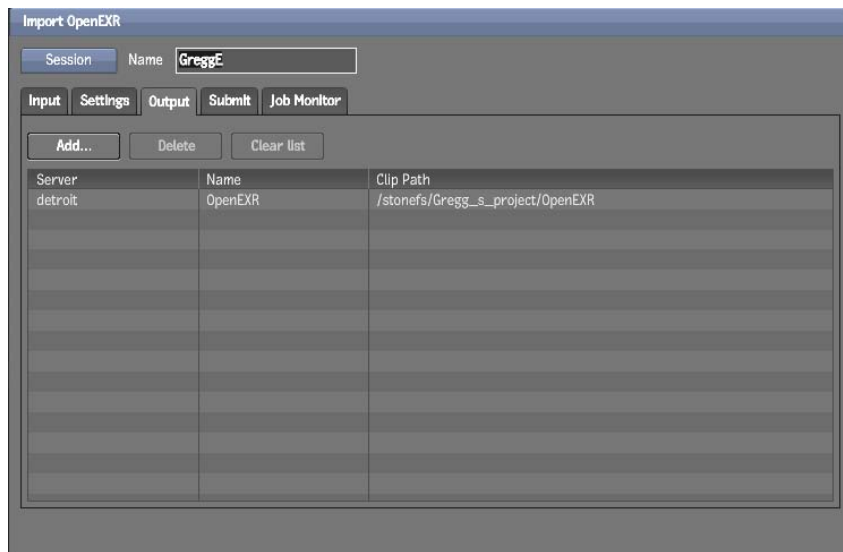 Import OpenEXR
Session Name GreggE
Input Settings Output Submit Job Monitor
Add... Delete Clear list
Server Name Clip Path
detroit OpenEXR /stonefs/Gregg_s_project/OpenEXR